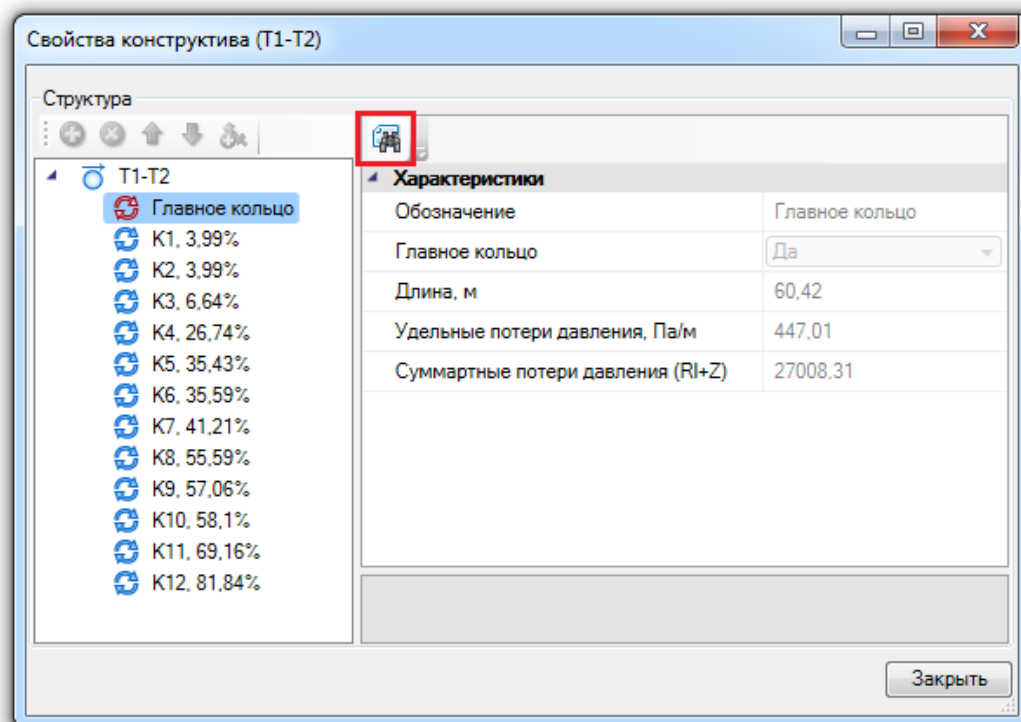 Свойства конструктива (Т1-Т2)
Структура
Т1-Т2
Главное кольцо
К1, 3,99%
К2, 3,99%
К3, 6,64%
К4, 26,74%
К5, 35,43%
К6, 35,59%
К7, 41,21%
К8, 55,59%
К9, 57,06%
К10, 58,1%
К11, 69,16%
К12, 81,84%
Характеристики
Обозначение Главное кольцо
Главное кольцо Да
Длина, м 60,42
Удельные потери давления, Па/м 447,01
Суммартные потери давления (Rl+Z) 27008,31
Закрыть